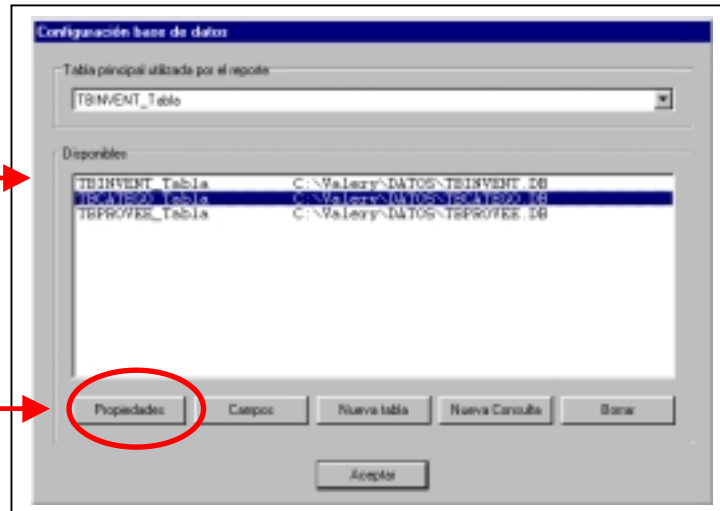 Configuración base de datos
Tabla principal utilizada por el reporte
TBINVENT_Tabla
Disponibles
TBINVENT_Tabla C:\Valery\DATOS\TBINVENT.DB
TBCATEGO_Tabla C:\Valery\DATOS\TBCATEGO.DB
TBPROVEE_Tabla C:\Valery\DATOS\TBPROVEE.DB
Propiedades Campos Nueva tabla Nueva Consulta Borrar
Aceptar